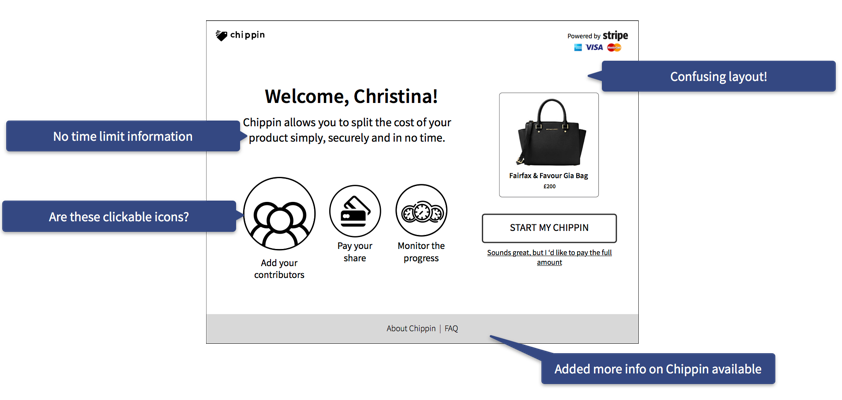 chippin
Powered by stripe
VISA
Confusing layout!
Welcome, Christina!
No time limit information
Chippin allows you to split the cost of your
product simply, securely and in no time.
Fairfax & Favour Gia Bag
£200
Are these clickable icons?
Add your
contributors
Pay your
share
Monitor the
progress
START MY CHIPPIN
Sounds great, but I 'd like to pay the full
amount
About Chippin | FAQ
Added more info on Chippin available